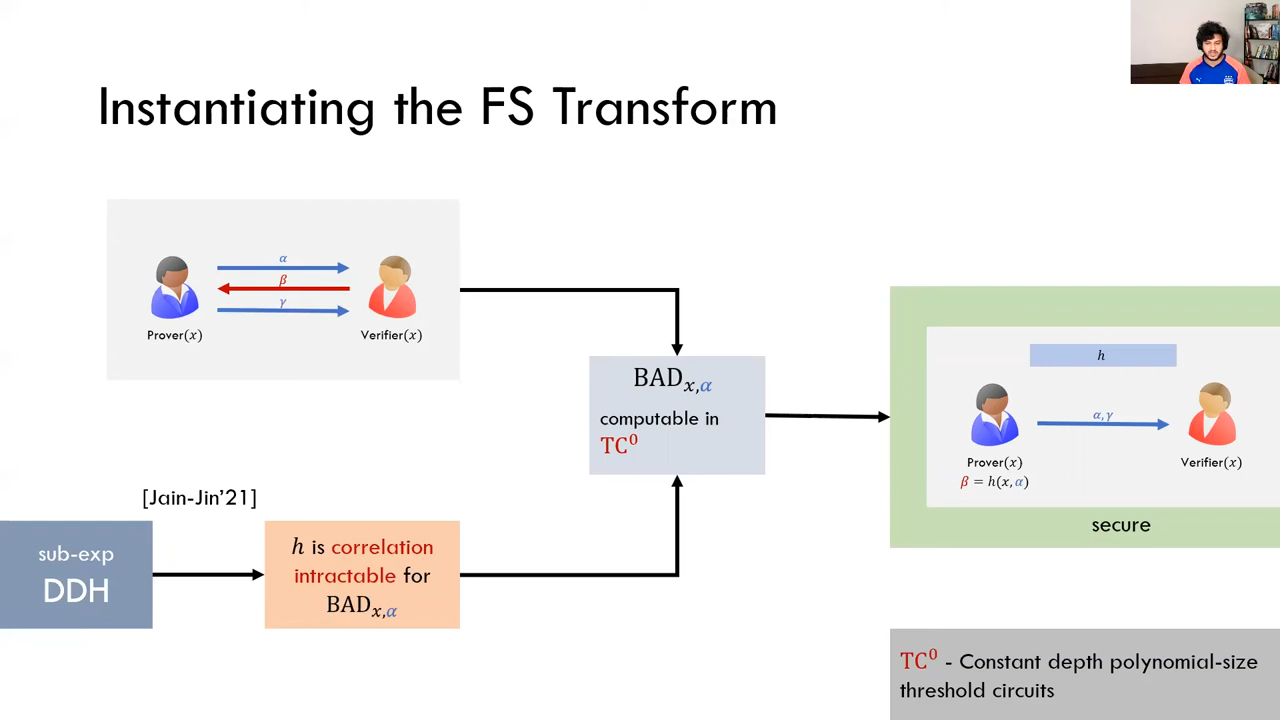 Instantiating the FS Transform
α
β
γ
Prover(x)
Verifier(x)
BAD_{x,α}
computable in
TC⁰
h
α, γ
Prover(x)
Verifier(x)
β = h(x, α)
secure
[Jain-Jin’21]
sub-exp
DDH
h is correlation
intractable for
BAD_{x,α}
TC⁰ - Constant depth polynomial-size
threshold circuits